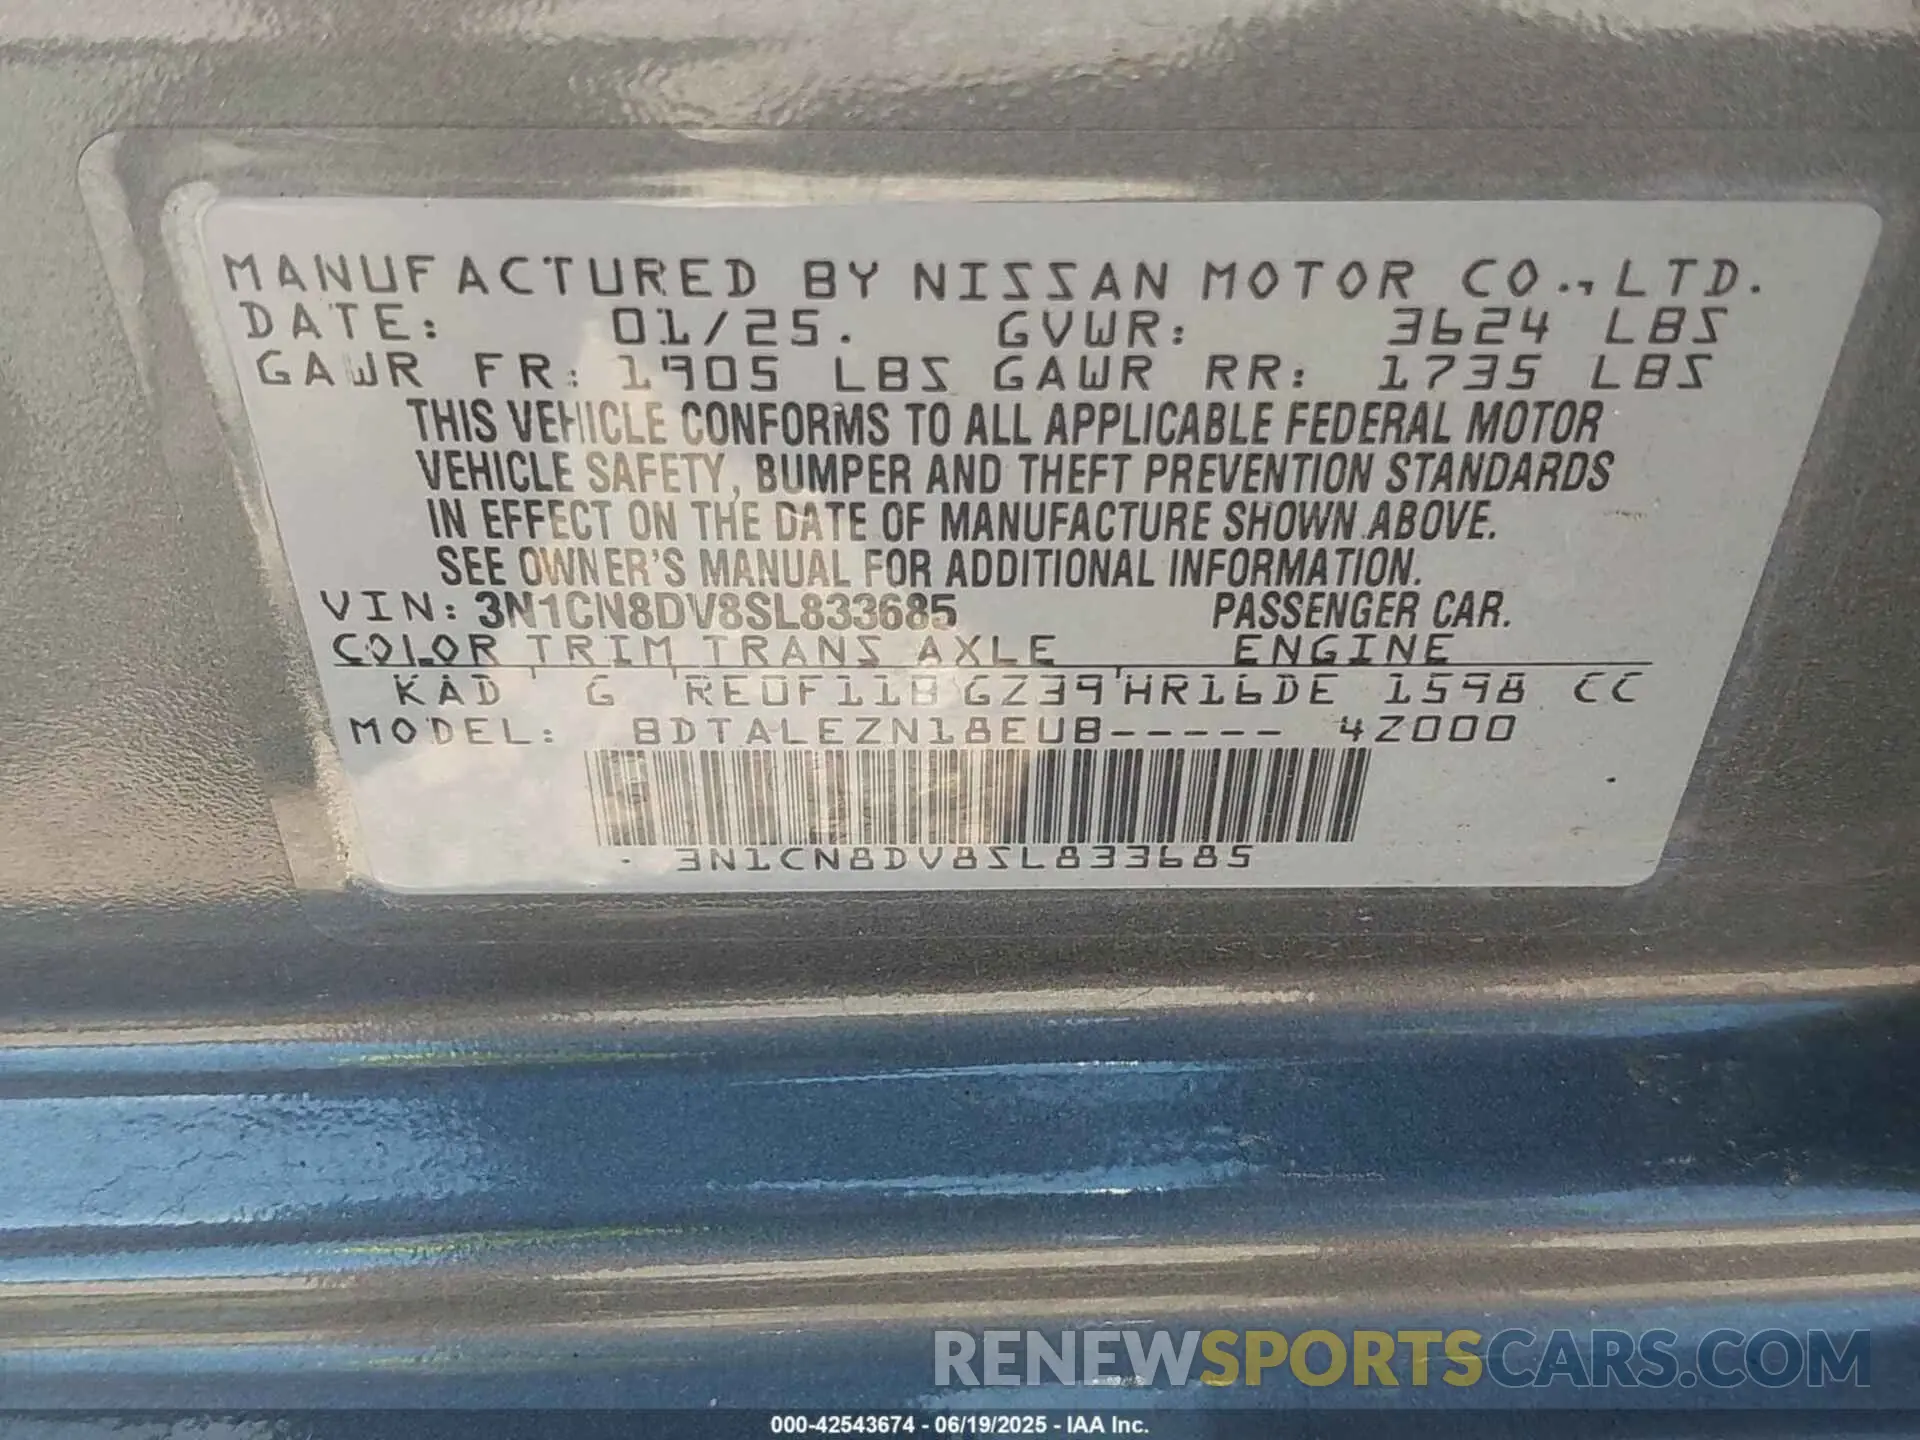 MANUFACTURED BY NISSAN MOTOR CO., LTD.
DATE: 01/25. GVWR: 3624 LBS
GAWR FR: 1905 LBS GAWR RR: 1735 LBS
THIS VEHICLE CONFORMS TO ALL APPLICABLE FEDERAL MOTOR
VEHICLE SAFETY, BUMPER AND THEFT PREVENTION STANDARDS
IN EFFECT ON THE DATE OF MANUFACTURE SHOWN ABOVE.
SEE OWNER'S MANUAL FOR ADDITIONAL INFORMATION.
VIN: 3N1CN8DV8SL833685 PASSENGER CAR.
COLOR TRIM TRANS AXLE ENGINE
KAD G RE0F11B GZ39 HR16DE 1598 CC
MODEL: BDTALEZN18EUB----- 4Z000
3N1CN8DV8SL833685
RENEWSPORTSCARS.COM
000-42543674 - 06/19/2025 - IAA Inc.